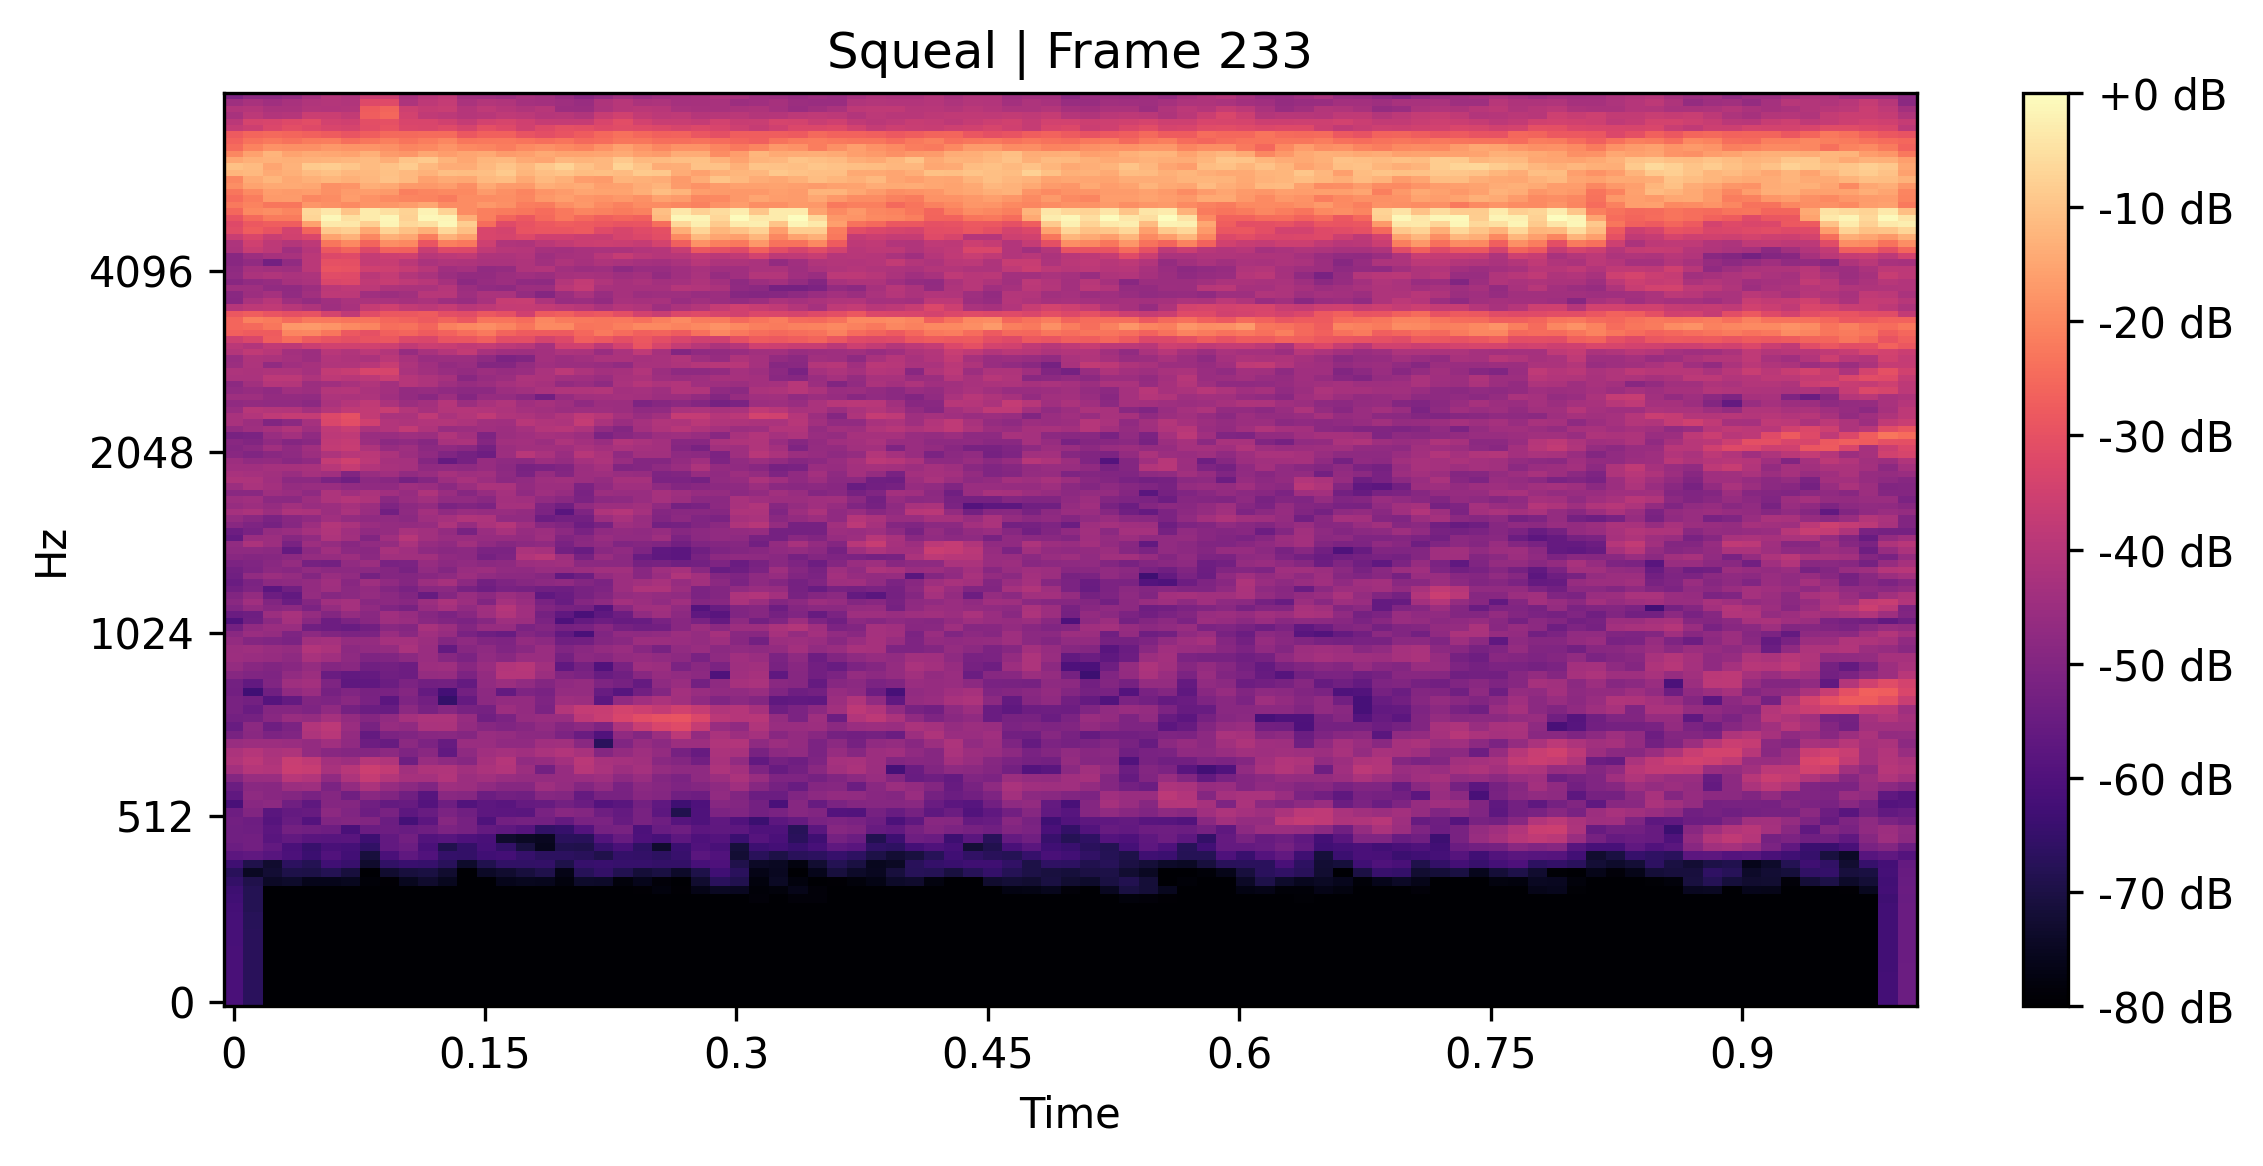 Squeal | Frame 233
Hz
4096
2048
1024
512
0
0 0.15 0.3 0.45 0.6 0.75 0.9
Time
+0 dB
-10 dB
-20 dB
-30 dB
-40 dB
-50 dB
-60 dB
-70 dB
-80 dB